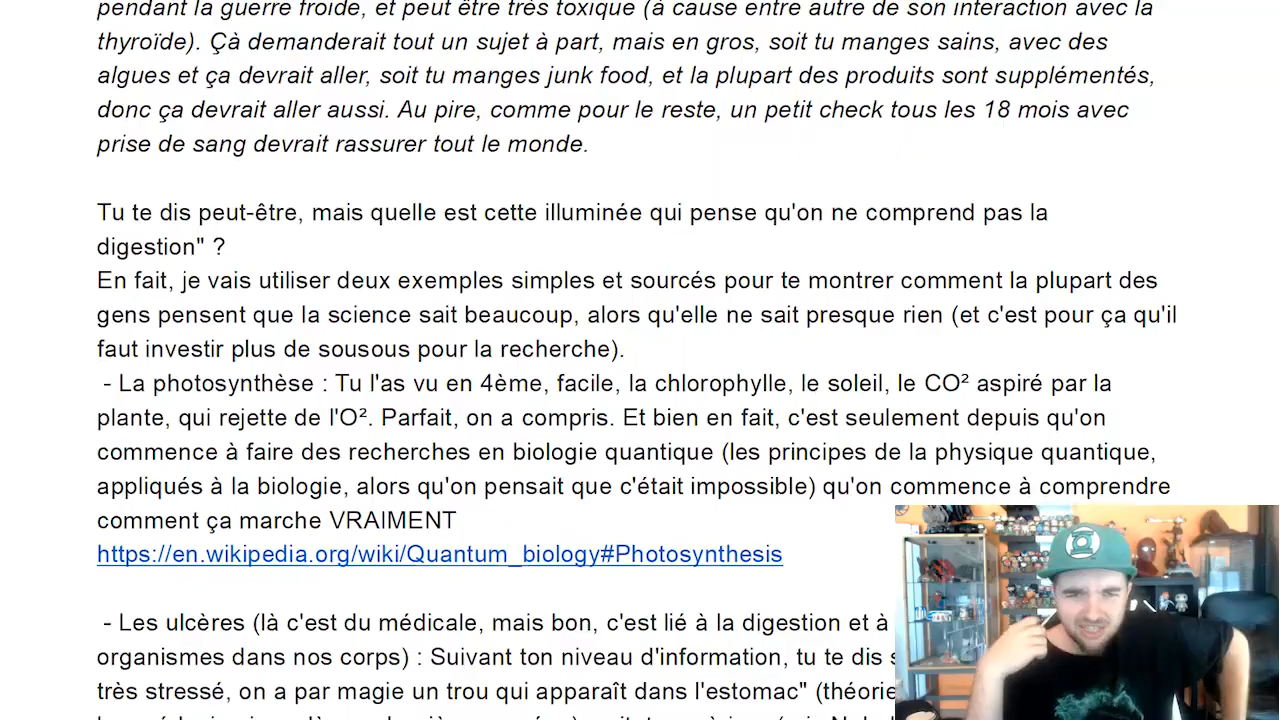 pendant la guerre froide, et peut être très toxique (à cause entre autre de son interaction avec la
thyroïde). Çà demanderait tout un sujet à part, mais en gros, soit tu manges sains, avec des
algues et ça devrait aller, soit tu manges junk food, et la plupart des produits sont supplémentés,
donc ça devrait aller aussi. Au pire, comme pour le reste, un petit check tous les 18 mois avec
prise de sang devrait rassurer tout le monde.
Tu te dis peut-être, mais quelle est cette illuminée qui pense qu'on ne comprend pas la
digestion" ?
En fait, je vais utiliser deux exemples simples et sourcés pour te montrer comment la plupart des
gens pensent que la science sait beaucoup, alors qu'elle ne sait presque rien (et c'est pour ça qu'il
faut investir plus de sousous pour la recherche).
- La photosynthèse : Tu l'as vu en 4ème, facile, la chlorophylle, le soleil, le CO² aspiré par la
plante, qui rejette de l'O². Parfait, on a compris. Et bien en fait, c'est seulement depuis qu'on
commence à faire des recherches en biologie quantique (les principes de la physique quantique,
appliqués à la biologie, alors qu'on pensait que c'était impossible) qu'on commence à comprendre
comment ça marche VRAIMENT
https://en.wikipedia.org/wiki/Quantum_biology#Photosynthesis
- Les ulcères (là c'est du médicale, mais bon, c'est lié à la digestion et à
organismes dans nos corps) : Suivant ton niveau d'information, tu te dis
très stressé, on a par magie un trou qui apparaît dans l'estomac" (théorie